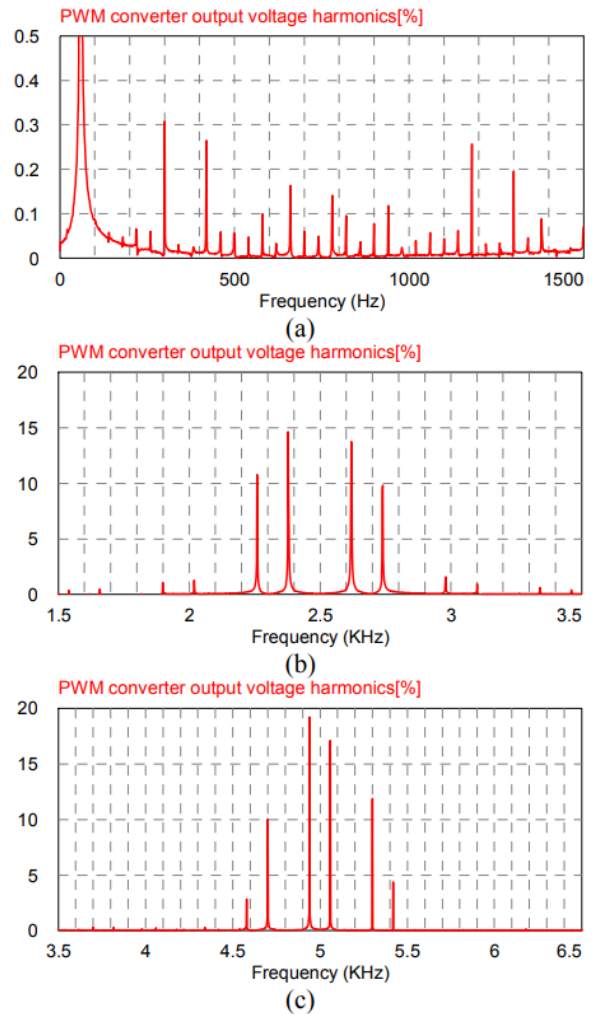 PWM converter output voltage harmonics[%]
0.5
0.4
0.3
0.2
0.1
0
0 500 1000 1500
Frequency (Hz)
(a)
PWM converter output voltage harmonics[%]
20
15
10
5
0
1.5 2 2.5 3 3.5
Frequency (KHz)
(b)
PWM converter output voltage harmonics[%]
20
15
10
5
0
3.5 4 4.5 5 5.5 6 6.5
Frequency (KHz)
(c)